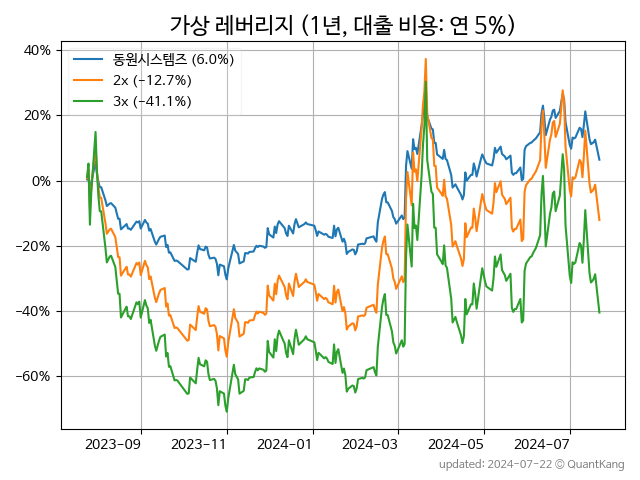 가상 레버리지 (1년, 대출 비용: 연 5%)
동원시스템즈 (6.0%)
2x (−12.7%)
3x (−41.1%)
40%
20%
0%
−20%
−40%
−60%
2023-09
2023-11
2024-01
2024-03
2024-05
2024-07
updated: 2024-07-22 © QuantKang